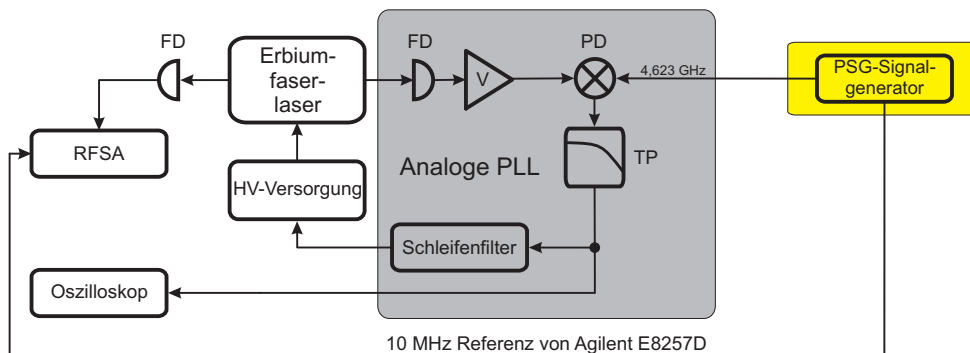 FD
Erbium-
faser-
laser
FD
V
PD
4,623 GHz
PSG-Signal-
generator
RFSA
HV-Versorgung
Analoge PLL
TP
Schleifenfilter
Oszilloskop
10 MHz Referenz von Agilent E8257D